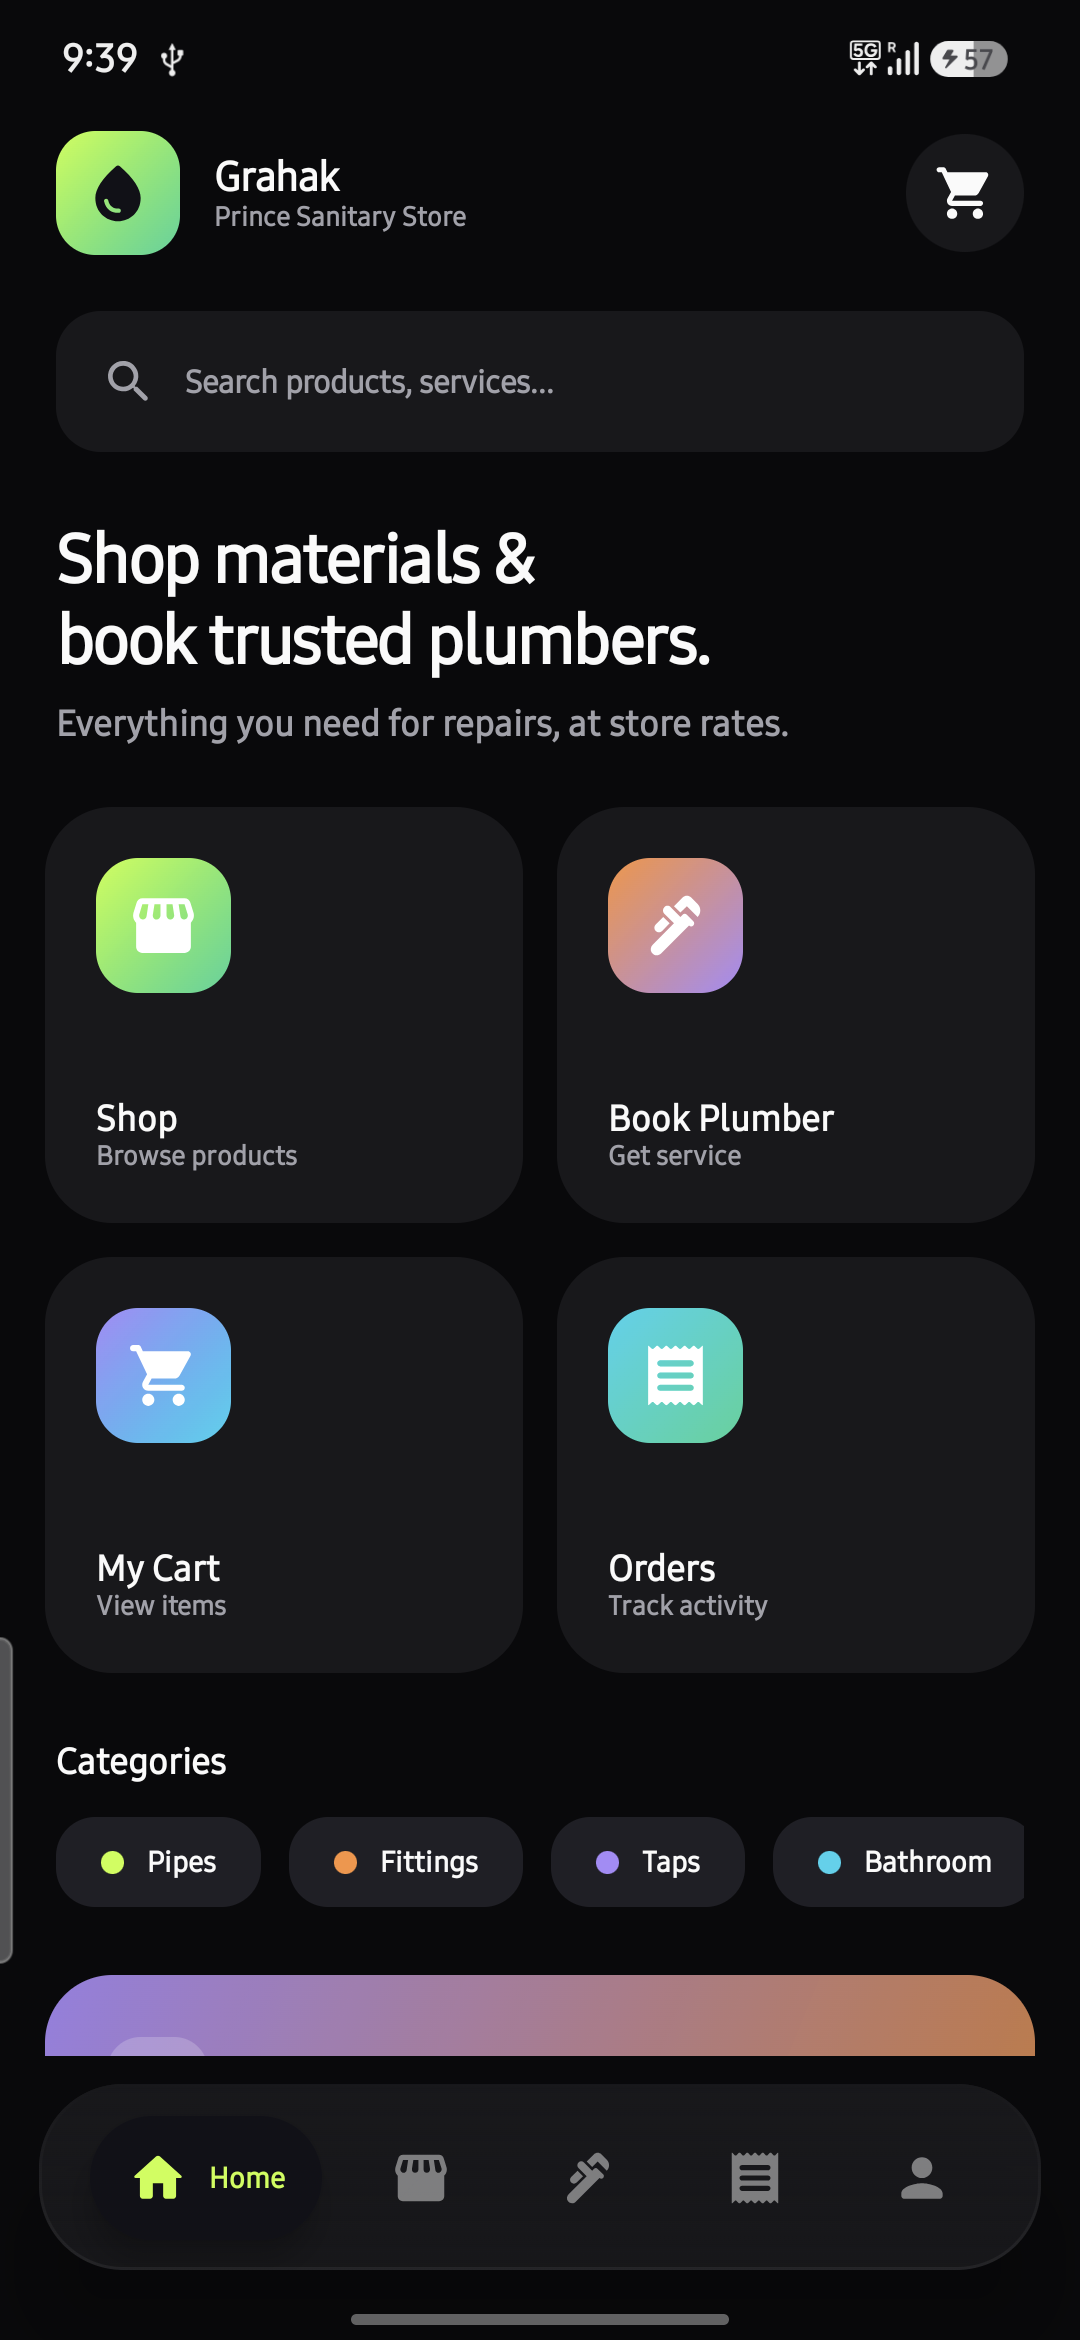 9:39
5G R 57
Grahak
Prince Sanitary Store
Search products, services...
Shop materials &
book trusted plumbers.
Everything you need for repairs, at store rates.
Shop
Browse products
Book Plumber
Get service
My Cart
View items
Orders
Track activity
Categories
Pipes
Fittings
Taps
Bathroom
Home